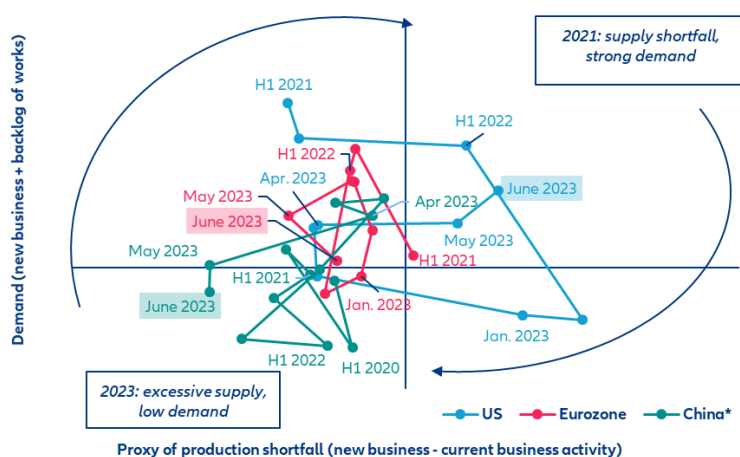 2021: supply shortfall,
strong demand
H1 2021
H1 2022
H1 2022
Apr. 2023
June 2023
May 2023
Apr 2023
June 2023
May 2023
May 2023
H1 2021
H1 2021
June 2023
Jan. 2023
Jan. 2023
H1 2022
H1 2020
2023: excessive supply,
low demand
US
Eurozone
China*
Demand (new business + backlog of works)
Proxy of production shortfall (new business - current business activity)